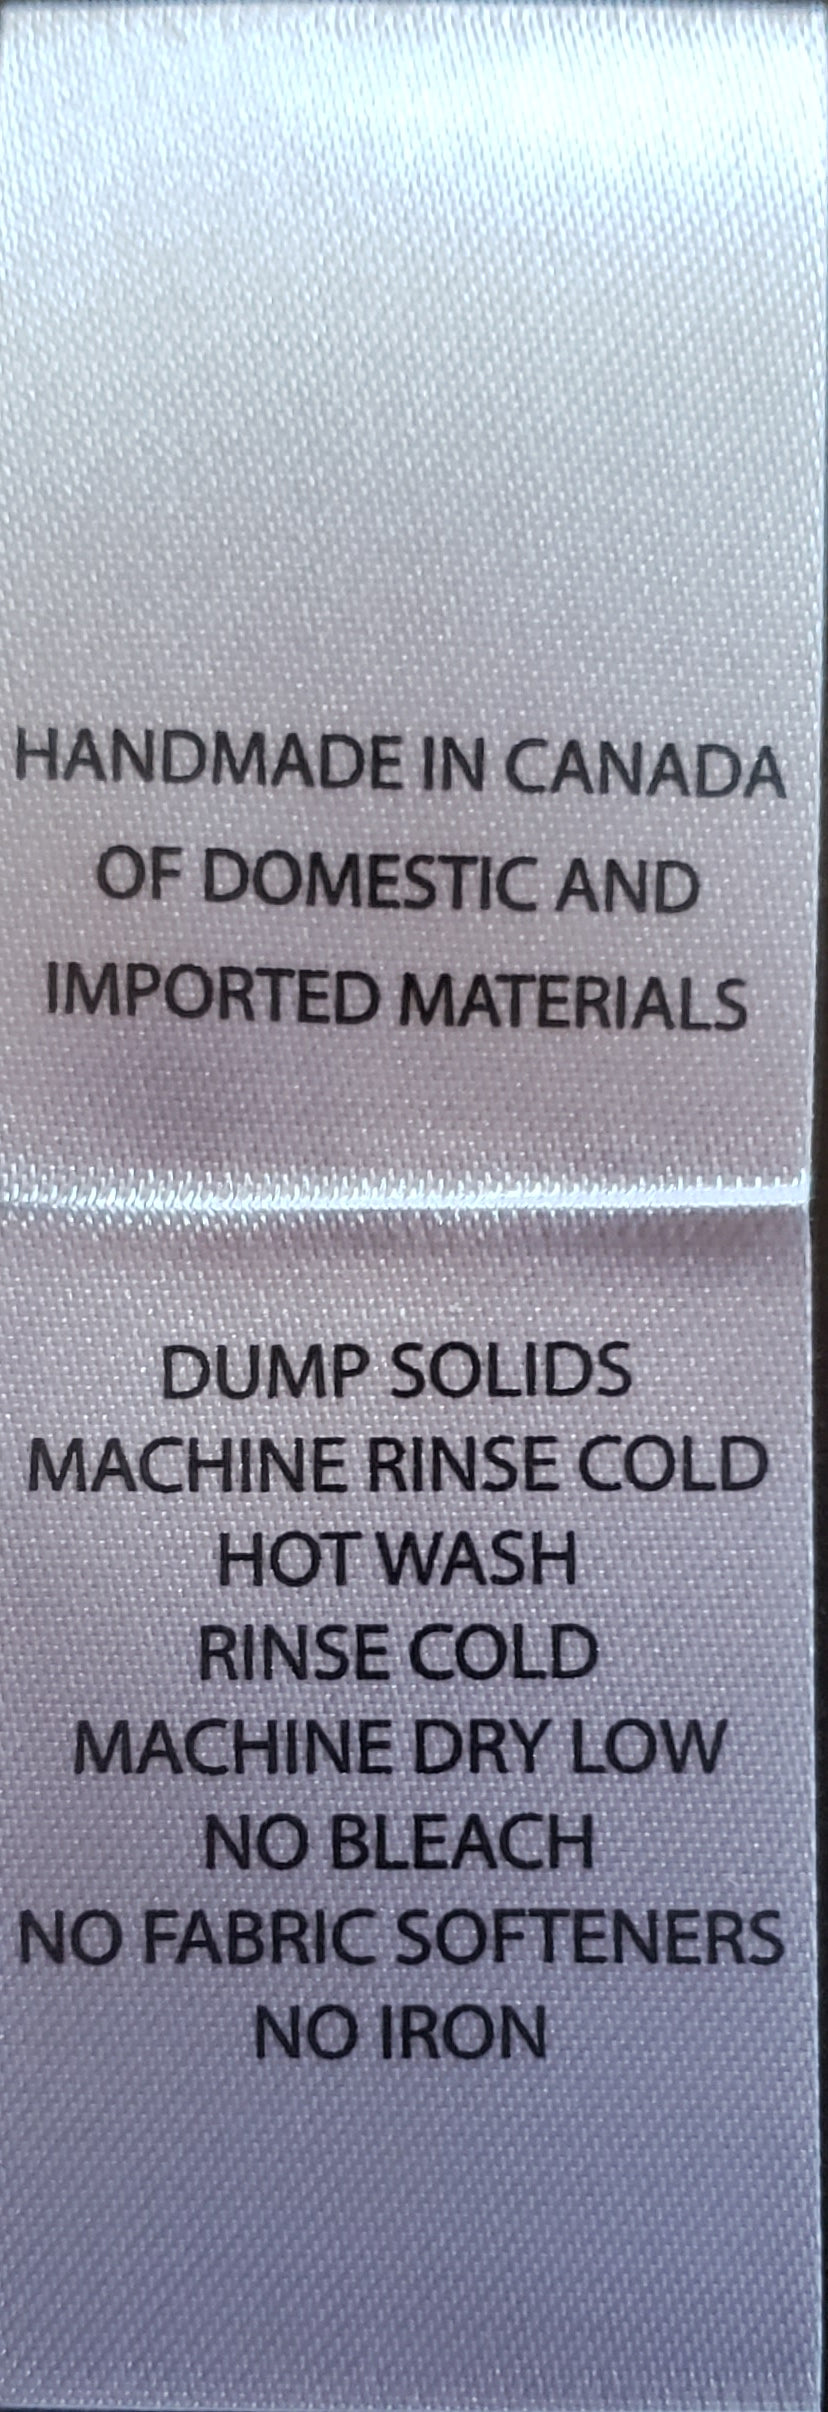 HANDMADE IN CANADA
OF DOMESTIC AND
IMPORTED MATERIALS
DUMP SOLIDS
MACHINE RINSE COLD
HOT WASH
RINSE COLD
MACHINE DRY LOW
NO BLEACH
NO FABRIC SOFTENERS
NO IRON